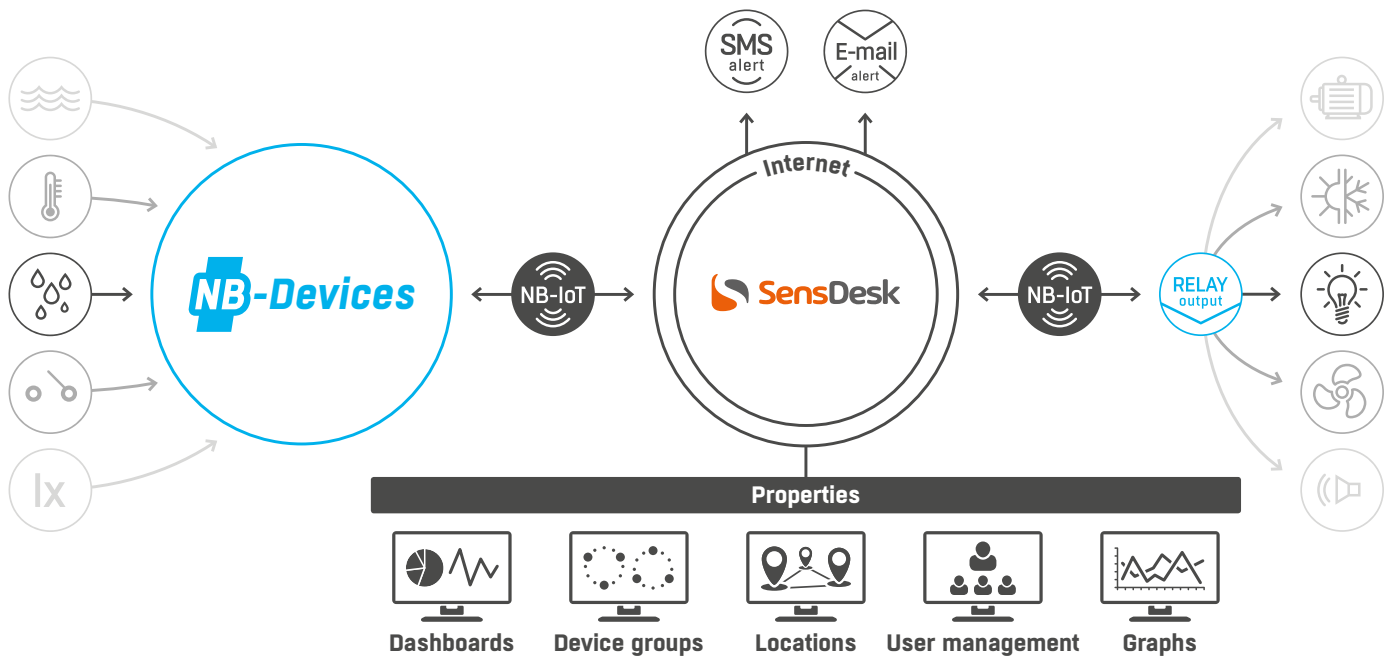 SMS
alert
E-mail
alert
Internet
lx
NB-Devices
NB-IoT
SensDesk
NB-IoT
RELAY
output
Properties
Dashboards
Device groups
Locations
User management
Graphs